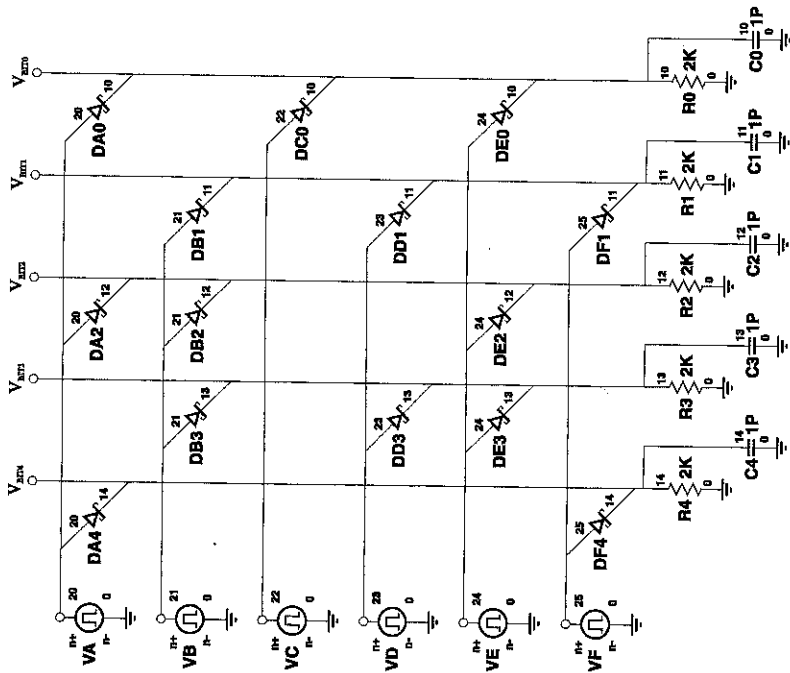 V_BIT4
V_BIT3
V_BIT2
V_BIT1
V_BIT0
20
14
DA4
20
12
DA2
20
10
DA0
n+
20
VA
n-
0
21
13
DB3
21
12
DB2
21
11
DB1
n+
21
VB
n-
0
22
10
DC0
n+
22
VC
n-
0
23
13
DD3
23
11
DD1
n+
23
VD
n-
0
24
13
DE3
24
12
DE2
24
10
DE0
n+
24
VE
n-
0
25
14
DF4
25
11
DF1
n+
25
VF
n-
0
14
2K
R4
0
14
1P
C4
0
13
2K
R3
0
13
1P
C3
0
12
2K
R2
0
12
1P
C2
0
11
2K
R1
0
11
1P
C1
0
10
2K
R0
0
10
1P
C0
0